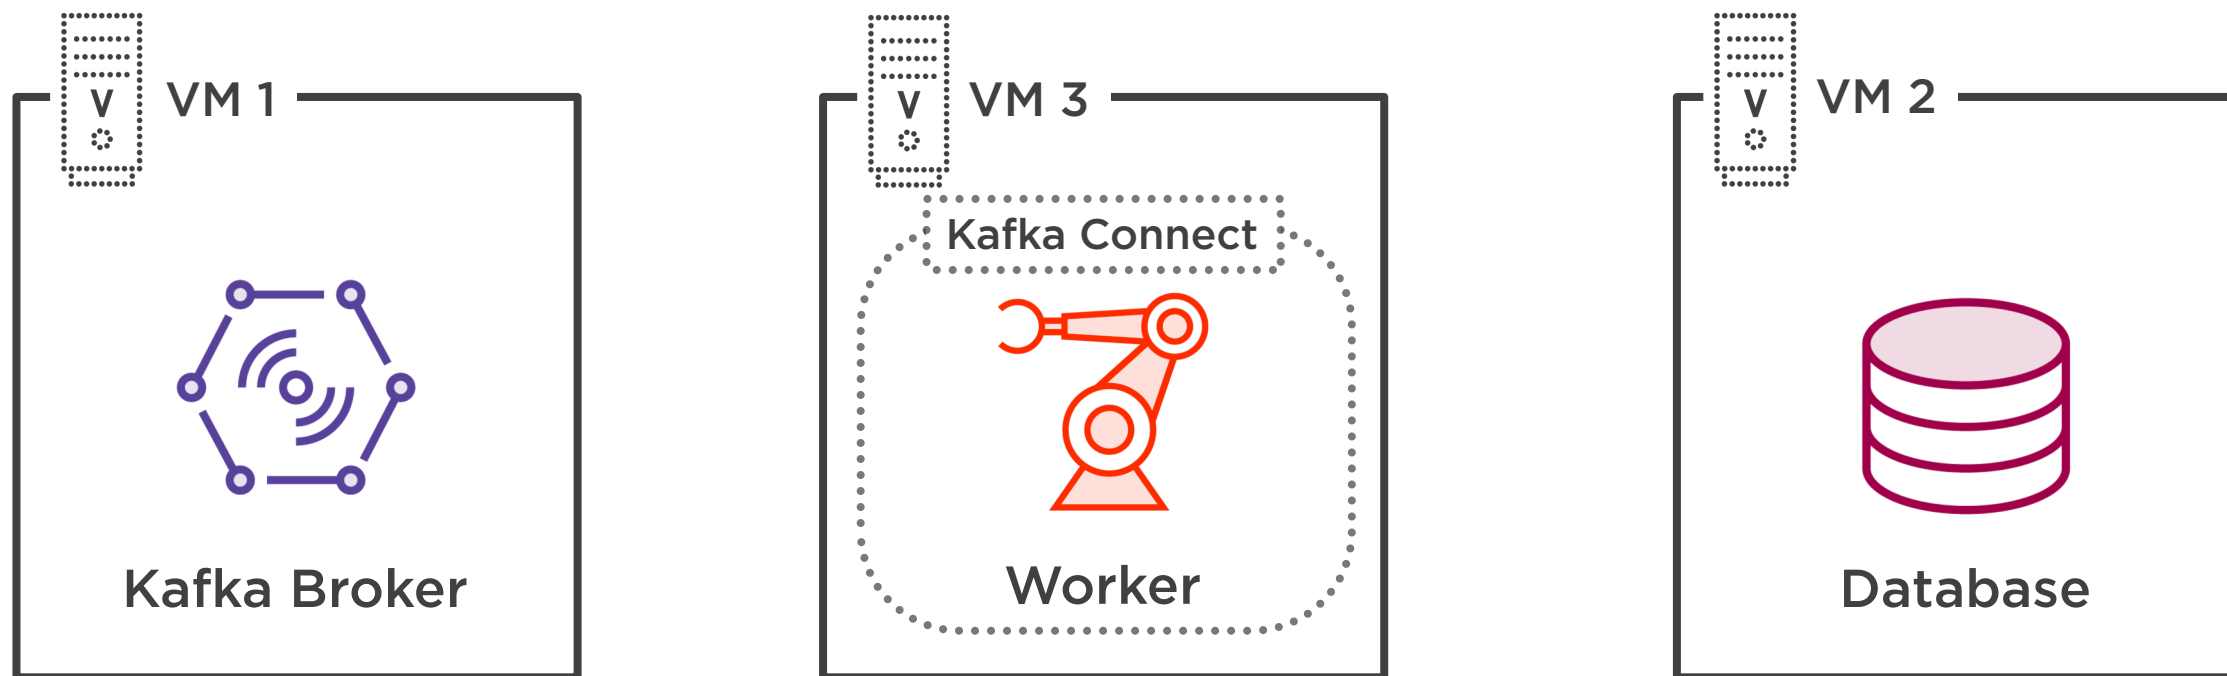 VM 1
V
Kafka Broker
VM 3
V
Kafka Connect
Worker
VM 2
V
Database